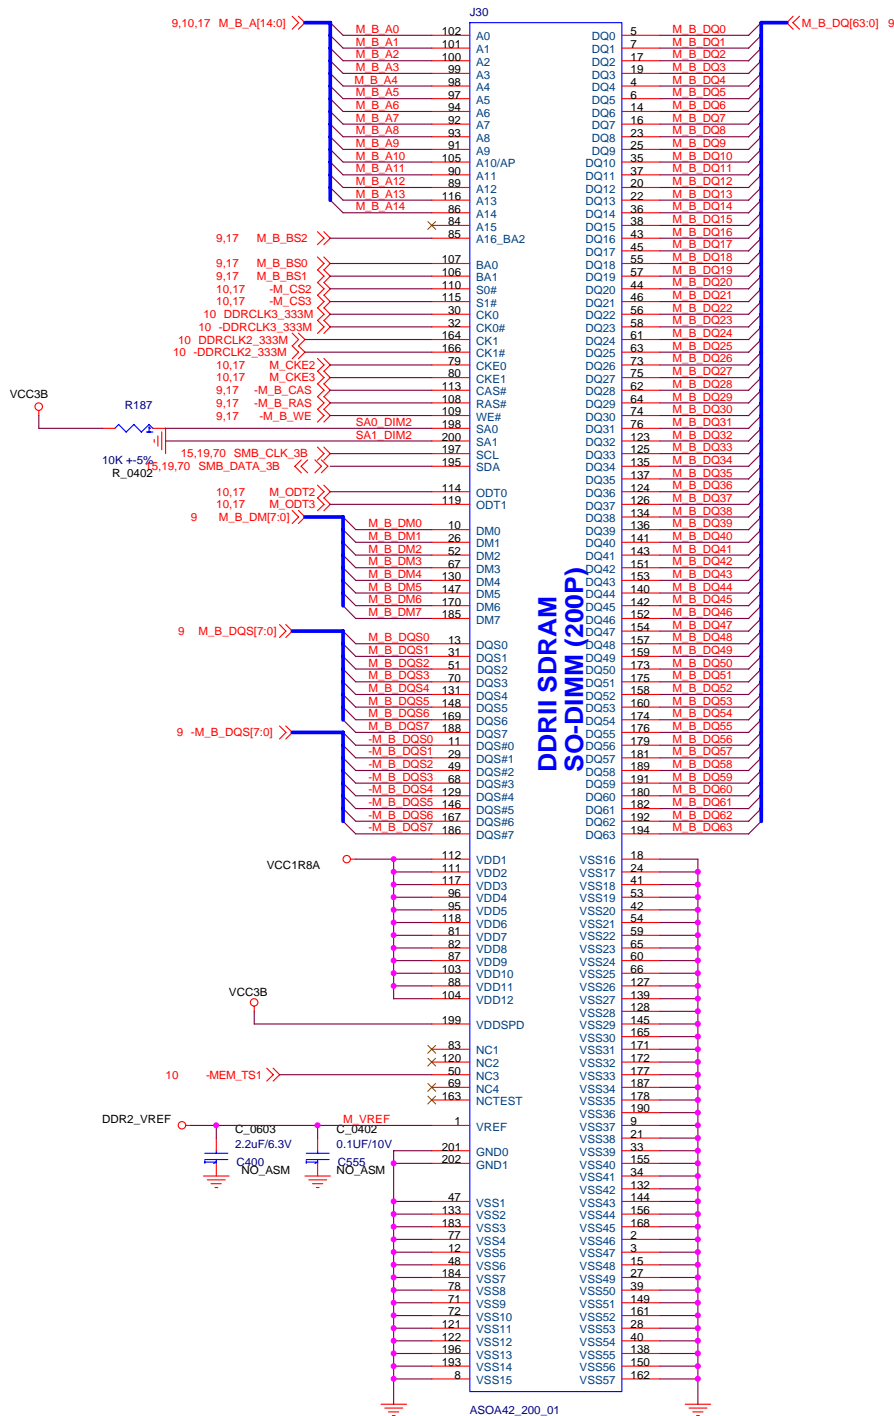 J30
9,10,17 M_B_A[14:0] M_B_DQ[63:0] 9
M_B_A0 102 A0 DQ0 5 M_B_DQ0
M_B_A1 101 A1 DQ1 7 M_B_DQ1
M_B_A2 100 A2 DQ2 17 M_B_DQ2
M_B_A3 99 A3 DQ3 19 M_B_DQ3
M_B_A4 98 A4 DQ4 4 M_B_DQ4
M_B_A5 97 A5 DQ5 6 M_B_DQ5
M_B_A6 94 A6 DQ6 14 M_B_DQ6
M_B_A7 92 A7 DQ7 16 M_B_DQ7
M_B_A8 93 A8 DQ8 23 M_B_DQ8
M_B_A9 91 A9 DQ9 25 M_B_DQ9
M_B_A10 105 A10/AP DQ10 35 M_B_DQ10
M_B_A11 90 A11 DQ11 37 M_B_DQ11
M_B_A12 89 A12 DQ12 20 M_B_DQ12
M_B_A13 116 A13 DQ13 22 M_B_DQ13
M_B_A14 86 A14 DQ14 36 M_B_DQ14
84 A15 DQ15 38 M_B_DQ15
9,17 M_B_BS2 85 A16_BA2 DQ16 43 M_B_DQ16
DQ17 45 M_B_DQ17
9,17 M_B_BS0 107 BA0 DQ18 55 M_B_DQ18
9,17 M_B_BS1 106 BA1 DQ19 57 M_B_DQ19
10,17 -M_CS2 110 S0# DQ20 44 M_B_DQ20
10,17 -M_CS3 115 S1# DQ21 46 M_B_DQ21
10 DDRCLK3_333M 30 CK0 DQ22 56 M_B_DQ22
10 -DDRCLK3_333M 32 CK0# DQ23 58 M_B_DQ23
10 DDRCLK2_333M 164 CK1 DQ24 61 M_B_DQ24
10 -DDRCLK2_333M 166 CK1# DQ25 63 M_B_DQ25
10,17 M_CKE2 79 CKE0 DQ26 73 M_B_DQ26
10,17 M_CKE3 80 CKE1 DQ27 75 M_B_DQ27
9,17 -M_B_CAS 113 CAS# DQ28 62 M_B_DQ28
VCC3B
9,17 -M_B_RAS 108 RAS# DQ29 64 M_B_DQ29
R187
9,17 -M_B_WE 109 WE# DQ30 74 M_B_DQ30
SA0_DIM2 198 SA0 DQ31 76 M_B_DQ31
SA1_DIM2 200 SA1 DQ32 123 M_B_DQ32
15,19,70 SMB_CLK_3B 197 SCL DQ33 125 M_B_DQ33
10K +-5%
15,19,70 SMB_DATA_3B 195 SDA DQ34 135 M_B_DQ34
R_0402
DQ35 137 M_B_DQ35
10,17 M_ODT2 114 ODT0 DQ36 124 M_B_DQ36
10,17 M_ODT3 119 ODT1 DQ37 126 M_B_DQ37
9 M_B_DM[7:0]
DQ38 134 M_B_DQ38
M_B_DM0 10 DM0 DQ39 136 M_B_DQ39
M_B_DM1 26 DM1 DQ40 141 M_B_DQ40
M_B_DM2 52 DM2 DQ41 143 M_B_DQ41
M_B_DM3 67 DM3 DQ42 151 M_B_DQ42
M_B_DM4 130 DM4 DQ43 153 M_B_DQ43
M_B_DM5 147 DM5 DQ44 140 M_B_DQ44
M_B_DM6 170 DM6 DQ45 142 M_B_DQ45
M_B_DM7 185 DM7 DQ46 152 M_B_DQ46
9 M_B_DQS[7:0]
DQ47 154 M_B_DQ47
M_B_DQS0 13 DQS0 DQ48 157 M_B_DQ48
M_B_DQS1 31 DQS1 DQ49 159 M_B_DQ49
M_B_DQS2 51 DQS2 DQ50 173 M_B_DQ50
M_B_DQS3 70 DQS3 DQ51 175 M_B_DQ51
M_B_DQS4 131 DQS4 DQ52 158 M_B_DQ52
M_B_DQS5 148 DQS5 DQ53 160 M_B_DQ53
M_B_DQS6 169 DQS6 DQ54 174 M_B_DQ54
M_B_DQS7 188 DQS7 DQ55 176 M_B_DQ55
9 -M_B_DQS[7:0]
-M_B_DQS0 11 DQS#0 DQ56 179 M_B_DQ56
-M_B_DQS1 29 DQS#1 DQ57 181 M_B_DQ57
-M_B_DQS2 49 DQS#2 DQ58 189 M_B_DQ58
-M_B_DQS3 68 DQS#3 DQ59 191 M_B_DQ59
-M_B_DQS4 129 DQS#4 DQ60 180 M_B_DQ60
-M_B_DQS5 146 DQS#5 DQ61 182 M_B_DQ61
-M_B_DQS6 167 DQS#6 DQ62 192 M_B_DQ62
-M_B_DQS7 186 DQS#7 DQ63 194 M_B_DQ63
DDRII SDRAM
SO-DIMM (200P)
VCC1R8A 112 VDD1 VSS16 18
111 VDD2 VSS17 24
117 VDD3 VSS18 41
96 VDD4 VSS19 53
95 VDD5 VSS20 42
118 VDD6 VSS21 54
81 VDD7 VSS22 59
82 VDD8 VSS23 65
87 VDD9 VSS24 60
103 VDD10 VSS25 66
88 VDD11 VSS26 127
104 VDD12 VSS27 139
VCC3B
VSS28 128
199 VDDSPD VSS29 145
VSS30 165
83 NC1 VSS31 171
120 NC2 VSS32 172
10 -MEM_TS1 50 NC3 VSS33 177
69 NC4 VSS34 187
163 NCTEST VSS35 178
VSS36 190
DDR2_VREF M_VREF 1 VREF VSS37 9
C_0603 C_0402
VSS38 21
2.2uF/6.3V 0.1UF/10V
201 GND0 VSS39 33
C400 C555
202 GND1 VSS40 155
NO_ASM NO_ASM
VSS41 34
VSS42 132
47 VSS1 VSS43 144
133 VSS2 VSS44 156
183 VSS3 VSS45 168
77 VSS4 VSS46 2
12 VSS5 VSS47 3
48 VSS6 VSS48 15
184 VSS7 VSS49 27
78 VSS8 VSS50 39
71 VSS9 VSS51 149
72 VSS10 VSS52 161
121 VSS11 VSS53 28
122 VSS12 VSS54 40
196 VSS13 VSS55 138
193 VSS14 VSS56 150
8 VSS15 VSS57 162
ASOA42_200_01